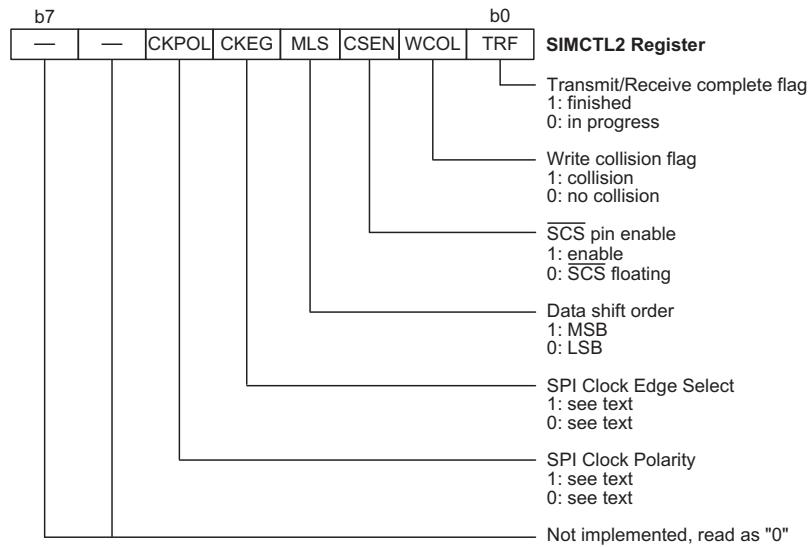 b7 b0
— — CKPOL CKEG MLS CSEN WCOL TRF SIMCTL2 Register
Transmit/Receive complete flag
1: finished
0: in progress
Write collision flag
1: collision
0: no collision
S̅C̅S̅ pin enable
1: enable
0: S̅C̅S̅ floating
Data shift order
1: MSB
0: LSB
SPI Clock Edge Select
1: see text
0: see text
SPI Clock Polarity
1: see text
0: see text
Not implemented, read as "0"